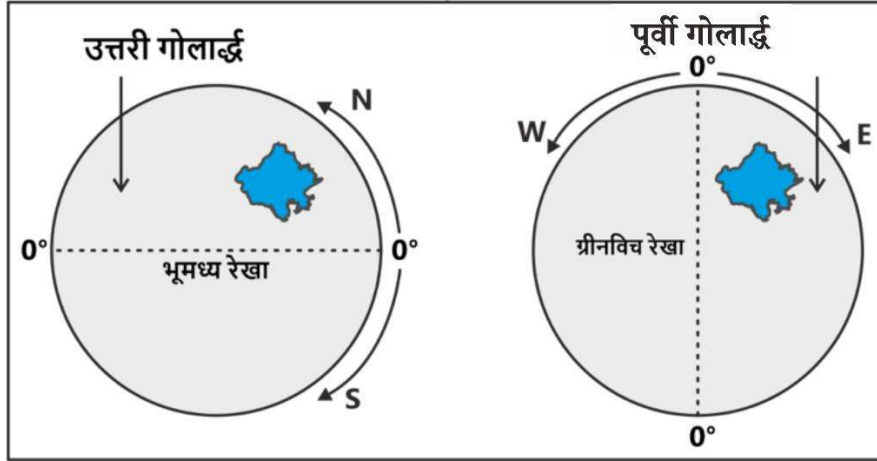 उत्तरी गोलार्द्ध
N
0°
0°
भूमध्य रेखा
S
पूर्वी गोलार्द्ध
0°
W
E
ग्रीनविच रेखा
0°